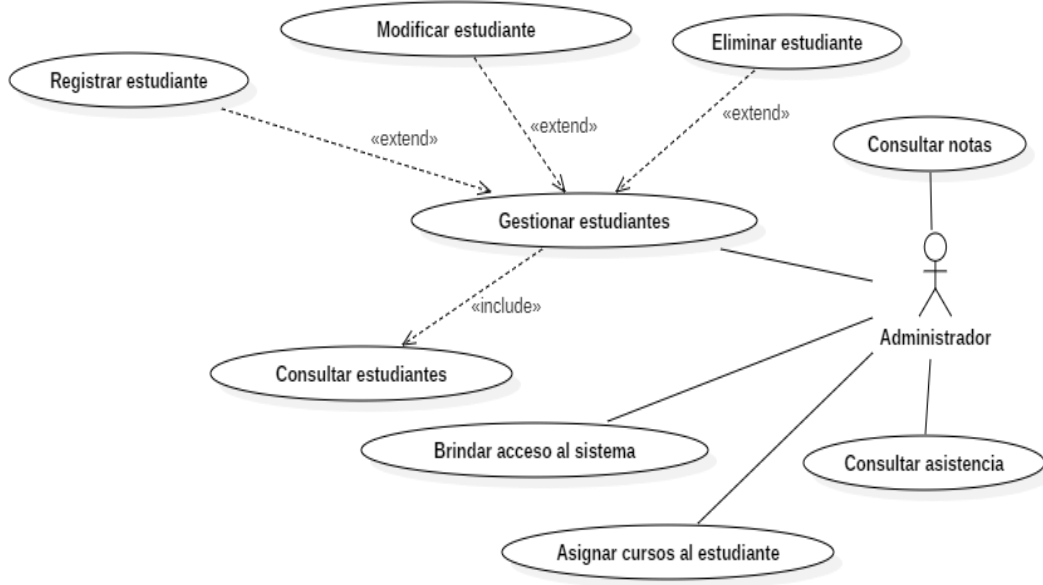 Modificar estudiante
Eliminar estudiante
Registrar estudiante
«extend»
«extend»
«extend»
Consultar notas
Gestionar estudiantes
«include»
Administrador
Consultar estudiantes
Brindar acceso al sistema
Consultar asistencia
Asignar cursos al estudiante